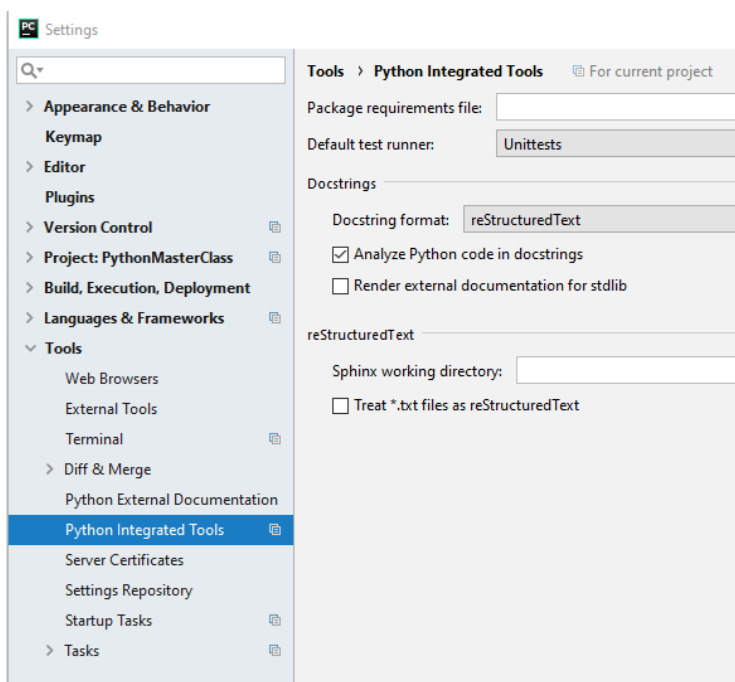 PC Settings
Appearance & Behavior
Keymap
Editor
Plugins
Version Control
Project: PythonMasterClass
Build, Execution, Deployment
Languages & Frameworks
Tools
Web Browsers
External Tools
Terminal
Diff & Merge
Python External Documentation
Python Integrated Tools
Server Certificates
Settings Repository
Startup Tasks
Tasks
Tools > Python Integrated Tools For current project
Package requirements file:
Default test runner: Unittests
Docstrings
Docstring format: reStructuredText
Analyze Python code in docstrings
Render external documentation for stdlib
reStructuredText
Sphinx working directory:
Treat *.txt files as reStructuredText